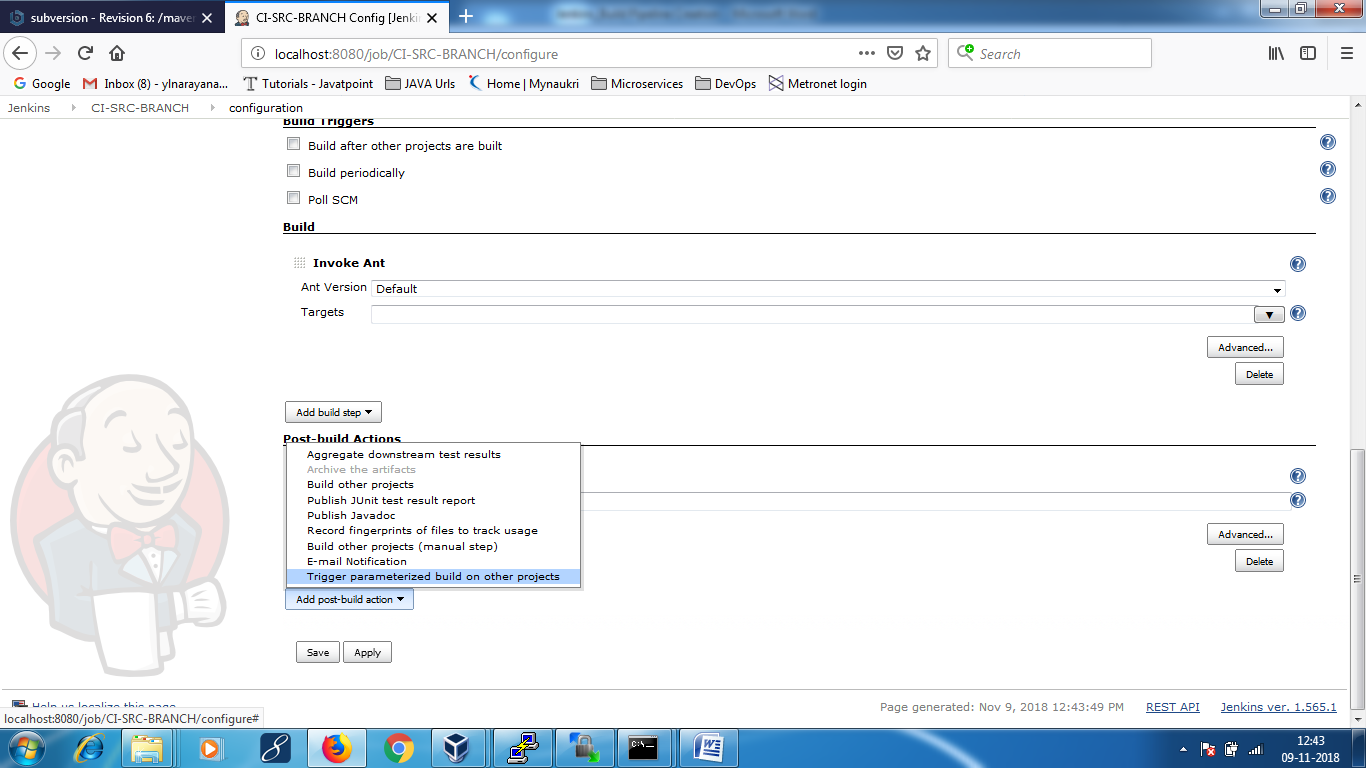 subversion - Revision 6: /maven
CI-SRC-BRANCH Config [Jenkin
localhost:8080/job/CI-SRC-BRANCH/configure
Search
Google
Inbox (8) - ylnarayana...
Tutorials - Javatpoint
JAVA Urls
Home | Mynaukri
Microservices
DevOps
Metronet login
Jenkins
CI-SRC-BRANCH
configuration
Build Triggers
Build after other projects are built
Build periodically
Poll SCM
Build
Invoke Ant
Ant Version
Default
Targets
Advanced...
Delete
Add build step
Post-build Actions
Aggregate downstream test results
Archive the artifacts
Build other projects
Publish JUnit test result report
Publish Javadoc
Record fingerprints of files to track usage
Build other projects (manual step)
E-mail Notification
Trigger parameterized build on other projects
Advanced...
Delete
Add post-build action
Save
Apply
Help us localize this page
Page generated: Nov 9, 2018 12:43:49 PM
REST API
Jenkins ver. 1.565.1
localhost:8080/job/CI-SRC-BRANCH/configure#
12:43
09-11-2018